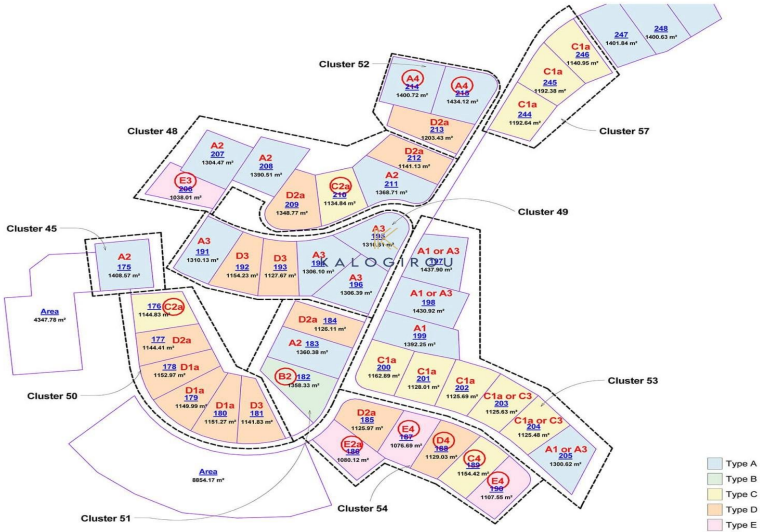 247
1401.84 m²
248
1400.63 m²
C1a
246
1140.95 m²
C1a
245
1192.38 m²
C1a
244
1192.64 m²
Cluster 57
Cluster 52
A4
214
1400.72 m²
A4
215
1434.12 m²
D2a
213
1203.43 m²
Cluster 48
A2
207
1304.47 m²
A2
208
1390.51 m²
E3
206
1038.01 m²
D2a
209
1348.77 m²
C2a
210
1134.84 m²
D2a
212
1141.13 m²
A2
211
1368.71 m²
Cluster 49
Cluster 45
A2
175
1408.57 m²
A3
191
1310.13 m²
D3
192
1154.23 m²
D3
193
1127.67 m²
A3
1306.10 m²
A3
195
A3
196
1306.39 m²
KALOGIROU
A1 or A3
197
1437.90 m²
A1 or A3
198
1430.92 m²
A1
199
1392.25 m²
Area
4347.78 m²
176 C2a
1144.83 m²
177 D2a
1144.41 m²
178 D1a
1152.97 m²
D1a
179
1149.99 m²
D1a
180
1151.27 m²
D3
181
1141.83 m²
Cluster 50
D2a 184
1125.11 m²
A2 183
1360.38 m²
B2 182
1358.33 m²
C1a
200
1162.89 m²
C1a
201
1128.01 m²
C1a
202
1125.69 m²
C1a or C3
203
1125.63 m²
C1a or C3
204
1125.48 m²
A1 or A3
205
1300.62 m²
Cluster 53
D2a
185
1125.97 m²
E2a
186
1080.12 m²
E4
187
1076.69 m²
D4
188
1129.03 m²
C4
189
1154.42 m²
E4
190
1107.55 m²
Area
8854.17 m²
Cluster 51
Cluster 54
Type A
Type B
Type C
Type D
Type E